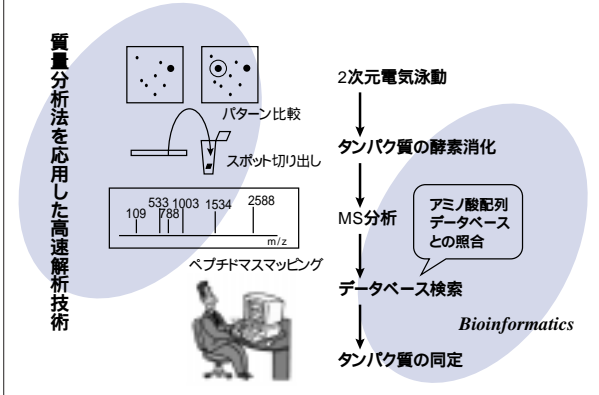 質量分析法を応用した高速解析技術
パターン比較
スポット切り出し
109 533 788 1003 1534 2588
m/z
ペプチドマスマッピング
2次元電気泳動
タンパク質の酵素消化
MS分析
アミノ酸配列
データベース
との照合
データベース検索
Bioinformatics
タンパク質の同定